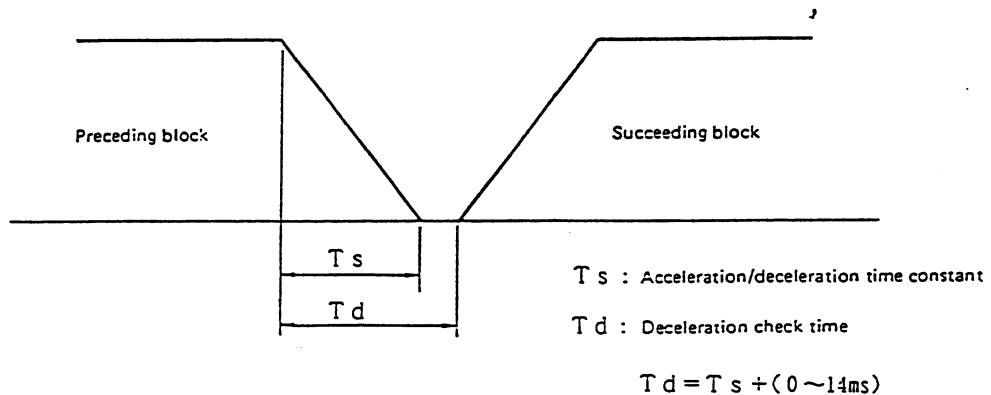 Preceding block
Succeeding block
T s
T d
T s : Acceleration/deceleration time constant
T d : Deceleration check time
T d = T s + (0 ~ 14ms)